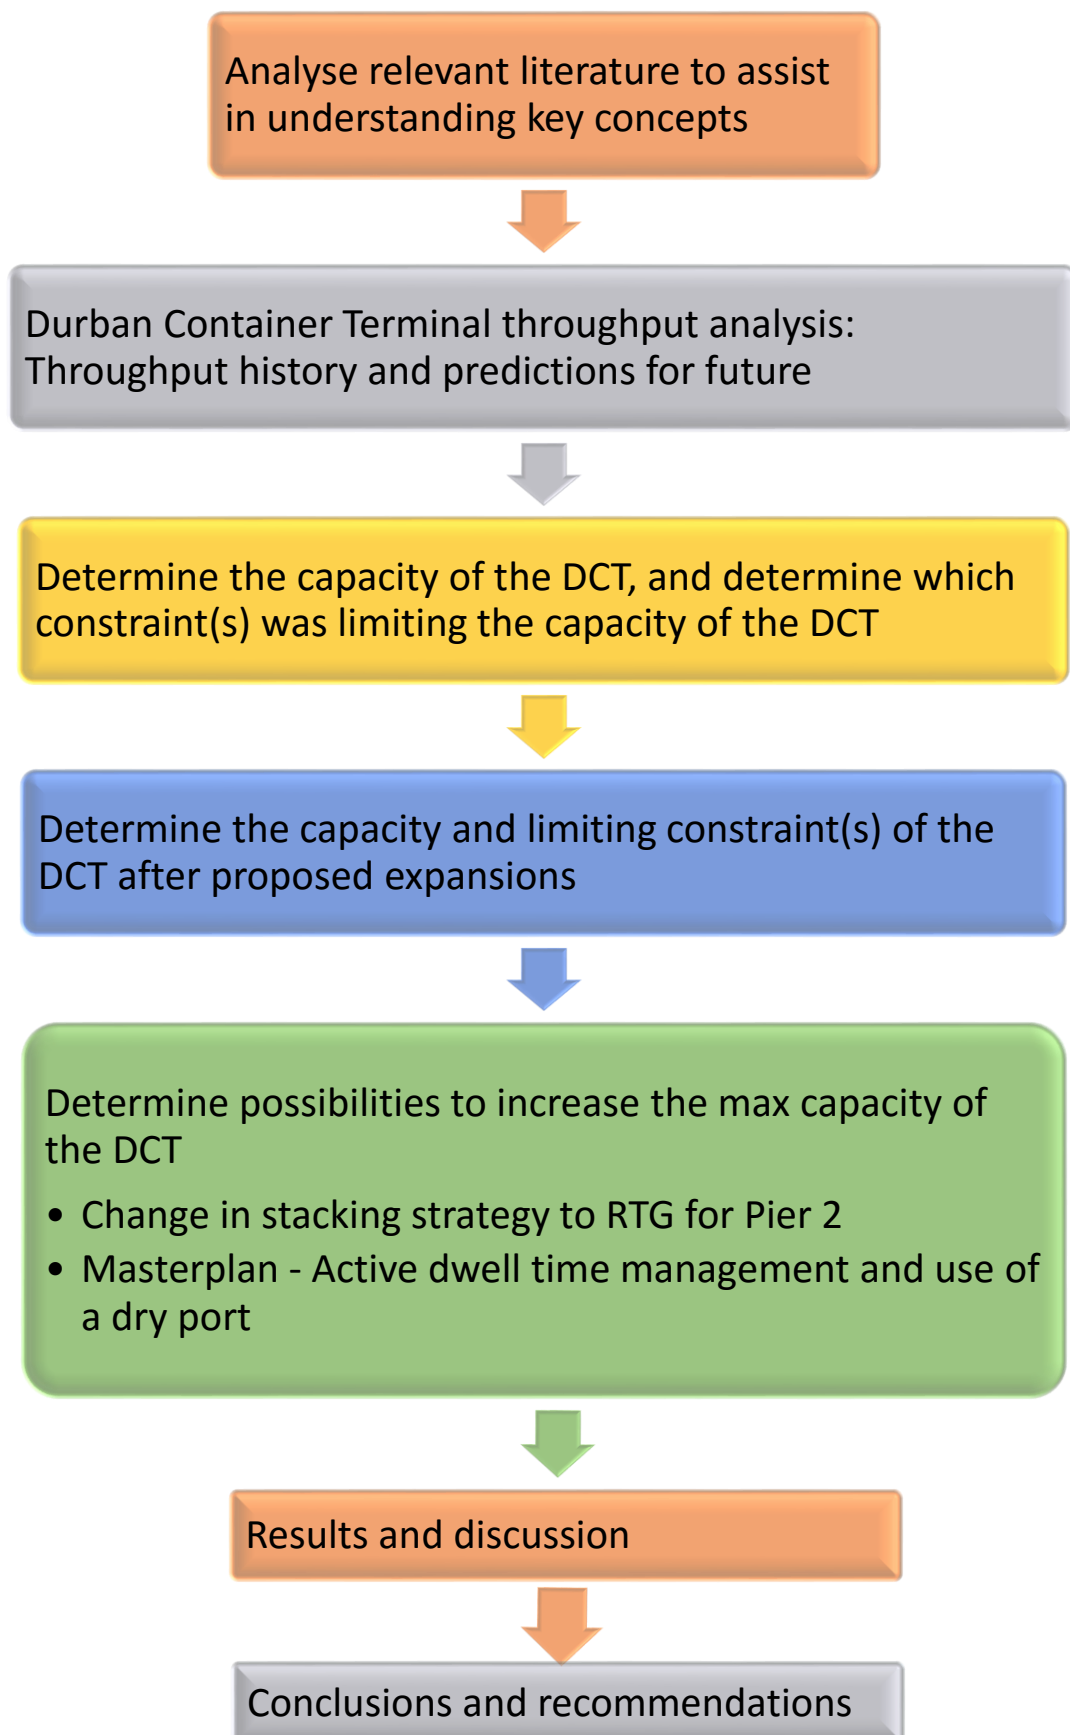 Analyse relevant literature to assist
in understanding key concepts
Durban Container Terminal throughput analysis:
Throughput history and predictions for future
Determine the capacity of the DCT, and determine which
constraint(s) was limiting the capacity of the DCT
Determine the capacity and limiting constraint(s) of the
DCT after proposed expansions
Determine possibilities to increase the max capacity of
the DCT
• Change in stacking strategy to RTG for Pier 2
• Masterplan - Active dwell time management and use of
a dry port
Results and discussion
Conclusions and recommendations